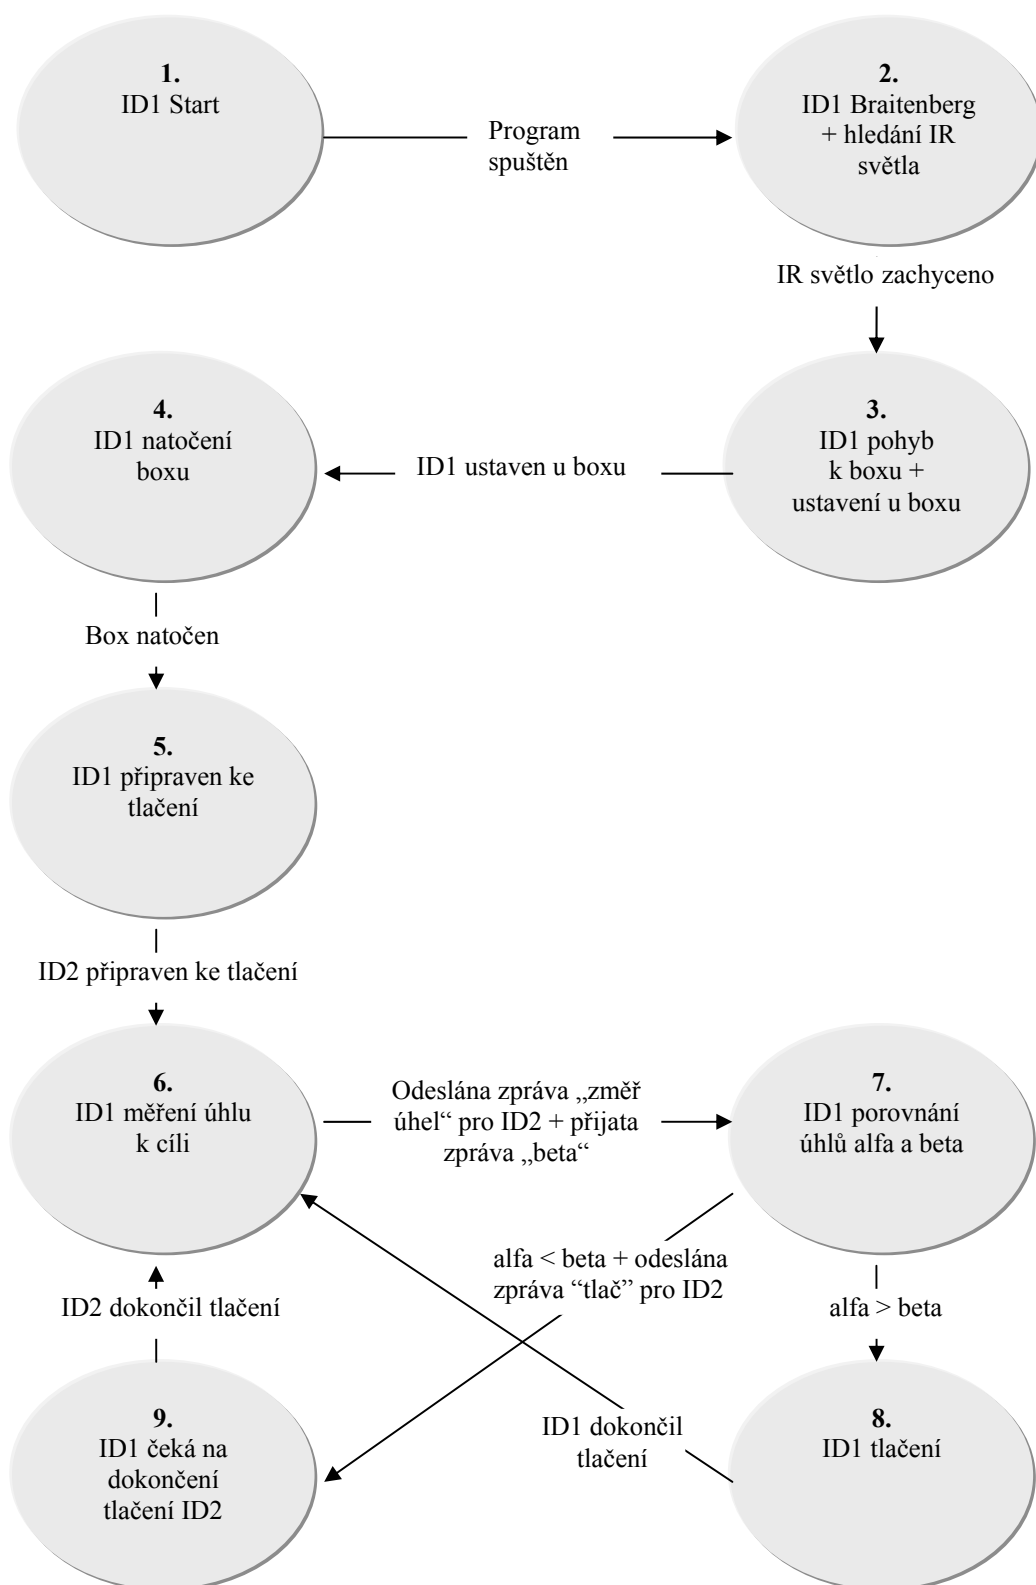 1.
ID1 Start
Program
spuštěn
2.
ID1 Braitenberg
+ hledání IR
světla
IR světlo zachyceno
3.
ID1 pohyb
k boxu +
ustavení u boxu
ID1 ustaven u boxu
4.
ID1 natočení
boxu
Box natočen
5.
ID1 připraven ke
tlačení
ID2 připraven ke tlačení
6.
ID1 měření úhlu
k cíli
Odeslána zpráva „změř
úhel“ pro ID2 + přijata
zpráva „beta“
7.
ID1 porovnání
úhlů alfa a beta
alfa < beta + odeslána
zpráva “tlač” pro ID2
alfa > beta
8.
ID1 tlačení
ID1 dokončil
tlačení
9.
ID1 čeká na
dokončení
tlačení ID2
ID2 dokončil tlačení